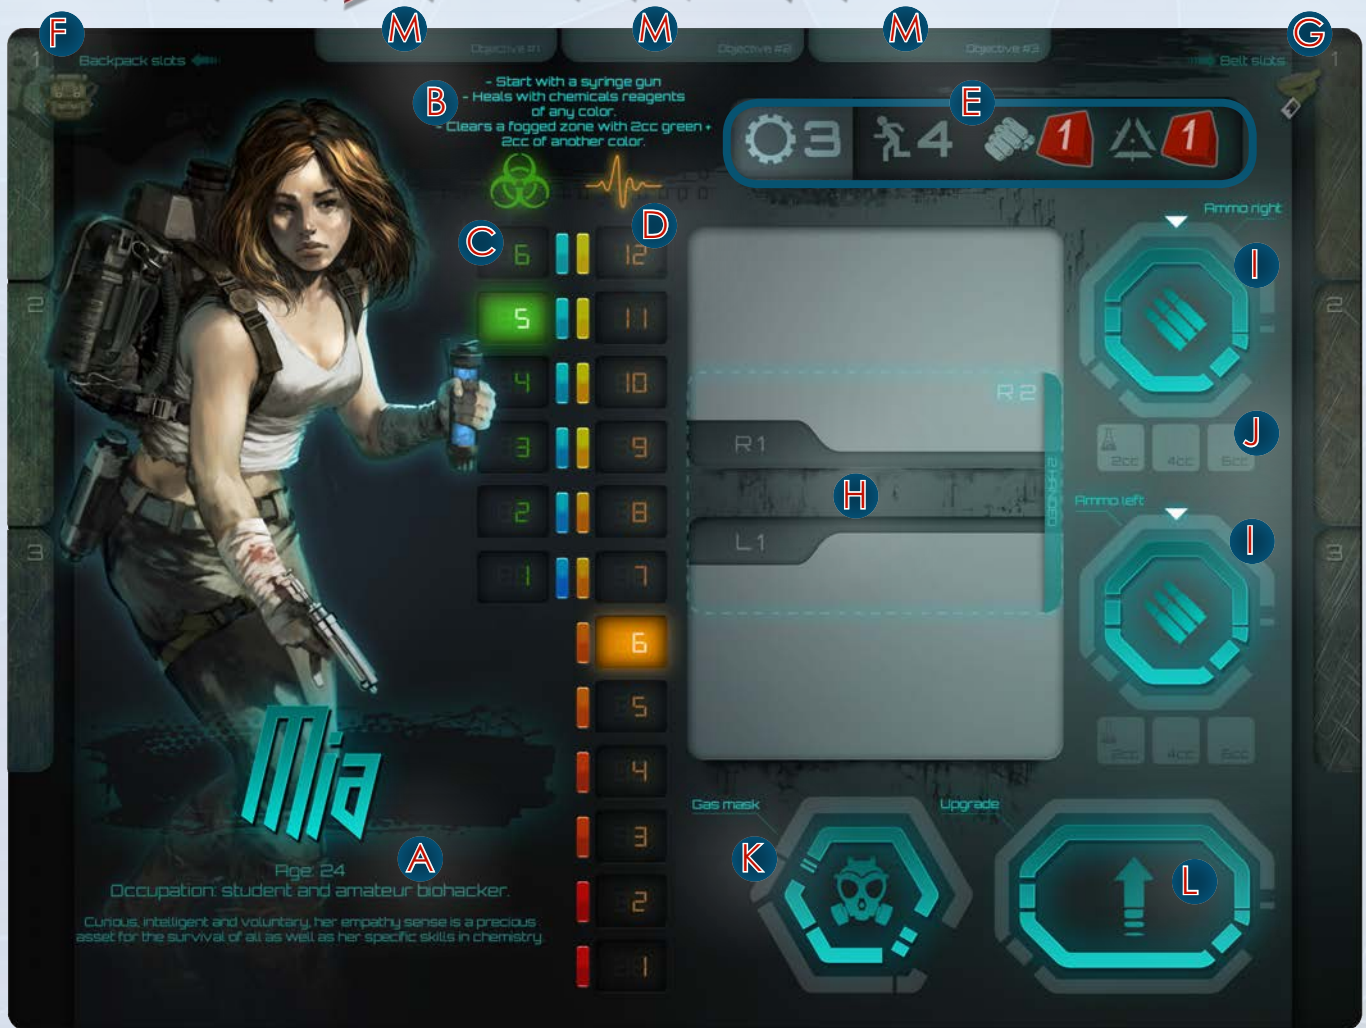 F
M
M
M
G
1
Backpack slots
Objective #1
Objective #2
Objective #3
Belt slots
1
B
- Start with a syringe gun
- Heals with chemicals reagents
of any color.
- Clears a fogged zone with 2cc green +
2cc of another color.
E
3
4
1
1
C
D
6
12
5
11
4
10
3
9
2
8
1
7
6
5
4
3
2
1
2
3
R2
R1
2 HANDED
H
L1
Ammo right
I
2
J
2cc
4cc
6cc
Ammo left
I
3
2cc
4cc
6cc
Mia
A
Age: 24
Occupation: student and amateur biohacker.
Curious, intelligent and voluntary, her empathy sense is a precious
asset for the survival of all as well as her specific skills in chemistry.
Gas mask
K
Upgrade
L